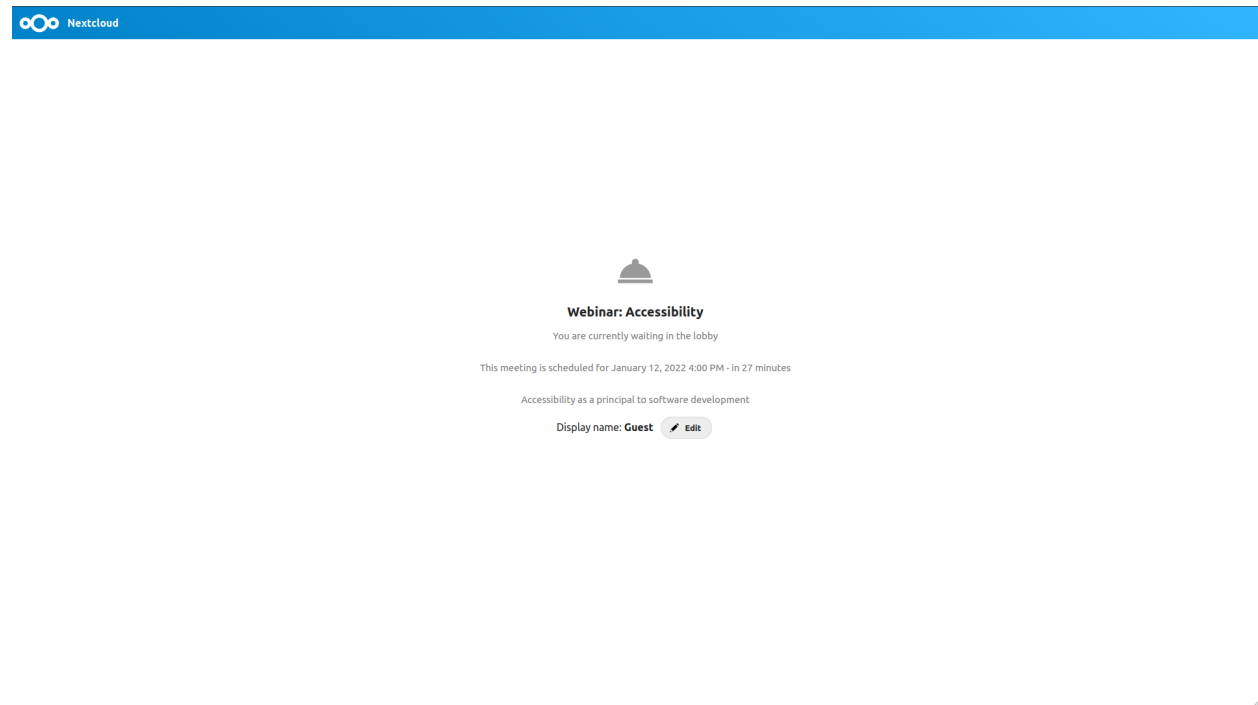 Nextcloud
Webinar: Accessibility
You are currently waiting in the lobby
This meeting is scheduled for January 12, 2022 4:00 PM - in 27 minutes
Accessibility as a principal to software development
Display name: Guest Edit